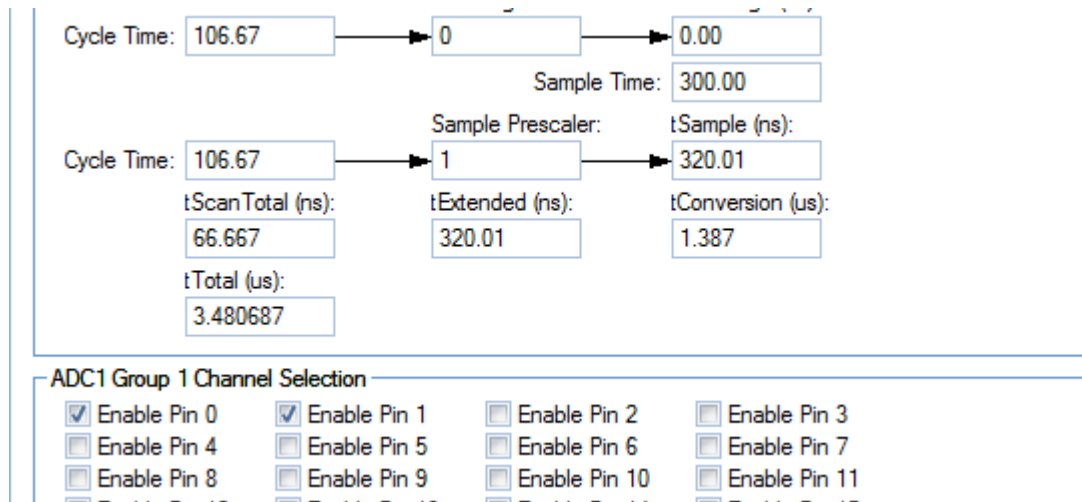 Cycle Time: 106.67 0 0.00
Sample Time: 300.00
Sample Prescaler: tSample (ns):
Cycle Time: 106.67 1 320.01
tScanTotal (ns): tExtended (ns): tConversion (us):
66.667 320.01 1.387
tTotal (us):
3.480687
ADC1 Group 1 Channel Selection
Enable Pin 0 Enable Pin 1 Enable Pin 2 Enable Pin 3
Enable Pin 4 Enable Pin 5 Enable Pin 6 Enable Pin 7
Enable Pin 8 Enable Pin 9 Enable Pin 10 Enable Pin 11